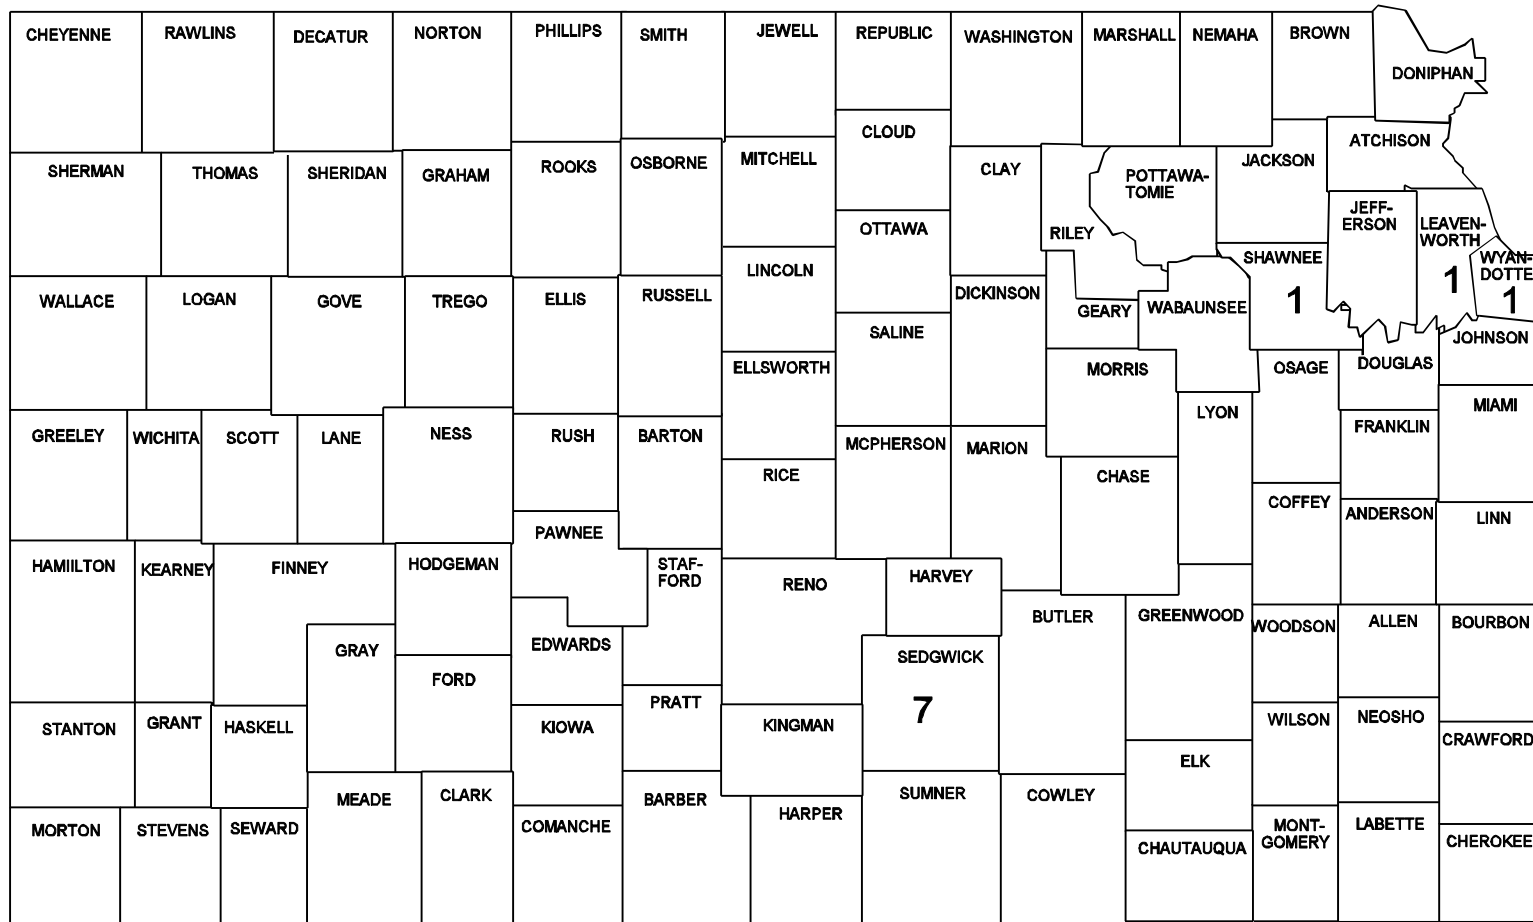 CHEYENNE
RAWLINS
DECATUR
NORTON
PHILLIPS
SMITH
JEWELL
REPUBLIC
WASHINGTON
MARSHALL
NEMAHA
BROWN
DONIPHAN
SHERMAN
THOMAS
SHERIDAN
GRAHAM
ROOKS
OSBORNE
MITCHELL
CLOUD
CLAY
RILEY
POTTAWA-
TOMIE
JACKSON
ATCHISON
OTTAWA
JEFF-
ERSON
LEAVEN-
WORTH
1
WYAN-
DOTTE
1
SHAWNEE
1
WALLACE
LOGAN
GOVE
TREGO
ELLIS
RUSSELL
LINCOLN
SALINE
DICKINSON
GEARY
WABAUNSEE
DOUGLAS
JOHNSON
ELLSWORTH
MORRIS
OSAGE
MIAMI
GREELEY
WICHITA
SCOTT
LANE
NESS
RUSH
BARTON
RICE
MCPHERSON
MARION
CHASE
LYON
FRANKLIN
COFFEY
ANDERSON
LINN
HAMIILTON
KEARNEY
FINNEY
HODGEMAN
PAWNEE
STAF-
FORD
RENO
HARVEY
BUTLER
GREENWOOD
WOODSON
ALLEN
BOURBON
GRAY
FORD
EDWARDS
SEDGWICK
7
STANTON
GRANT
HASKELL
KIOWA
PRATT
KINGMAN
ELK
WILSON
NEOSHO
CRAWFORD
MORTON
STEVENS
SEWARD
MEADE
CLARK
COMANCHE
BARBER
HARPER
SUMNER
COWLEY
CHAUTAUQUA
MONT-
GOMERY
LABETTE
CHEROKEE